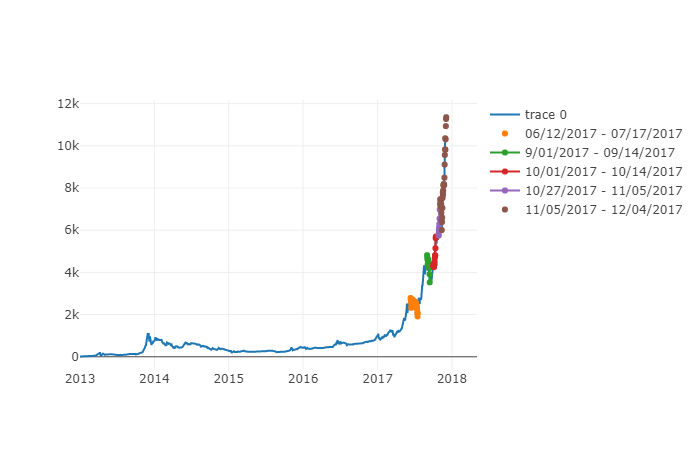 12k
10k
8k
6k
4k
2k
0
2013 2014 2015 2016 2017 2018
trace 0
06/12/2017 - 07/17/2017
9/01/2017 - 09/14/2017
10/01/2017 - 10/14/2017
10/27/2017 - 11/05/2017
11/05/2017 - 12/04/2017